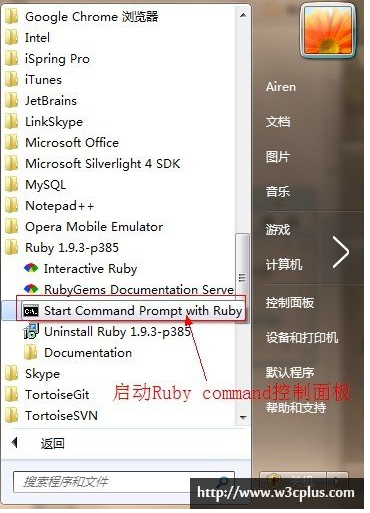 Google Chrome 浏览器
Intel
iSpring Pro
iTunes
JetBrains
LinkSkype
Microsoft Office
Microsoft Silverlight 4 SDK
MySQL
Notepad++
Opera Mobile Emulator
Ruby 1.9.3-p385
Interactive Ruby
RubyGems Documentation Serve
Start Command Prompt with Ruby
Uninstall Ruby 1.9.3-p385
Documentation
Skype
TortoiseGit
TortoiseSVN
返回
搜索程序和文件
启动Ruby command控制面板
Airen
文档
图片
音乐
游戏
计算机
控制面板
设备和打印机
默认程序
帮助和支持
http://www.w3cplus.com